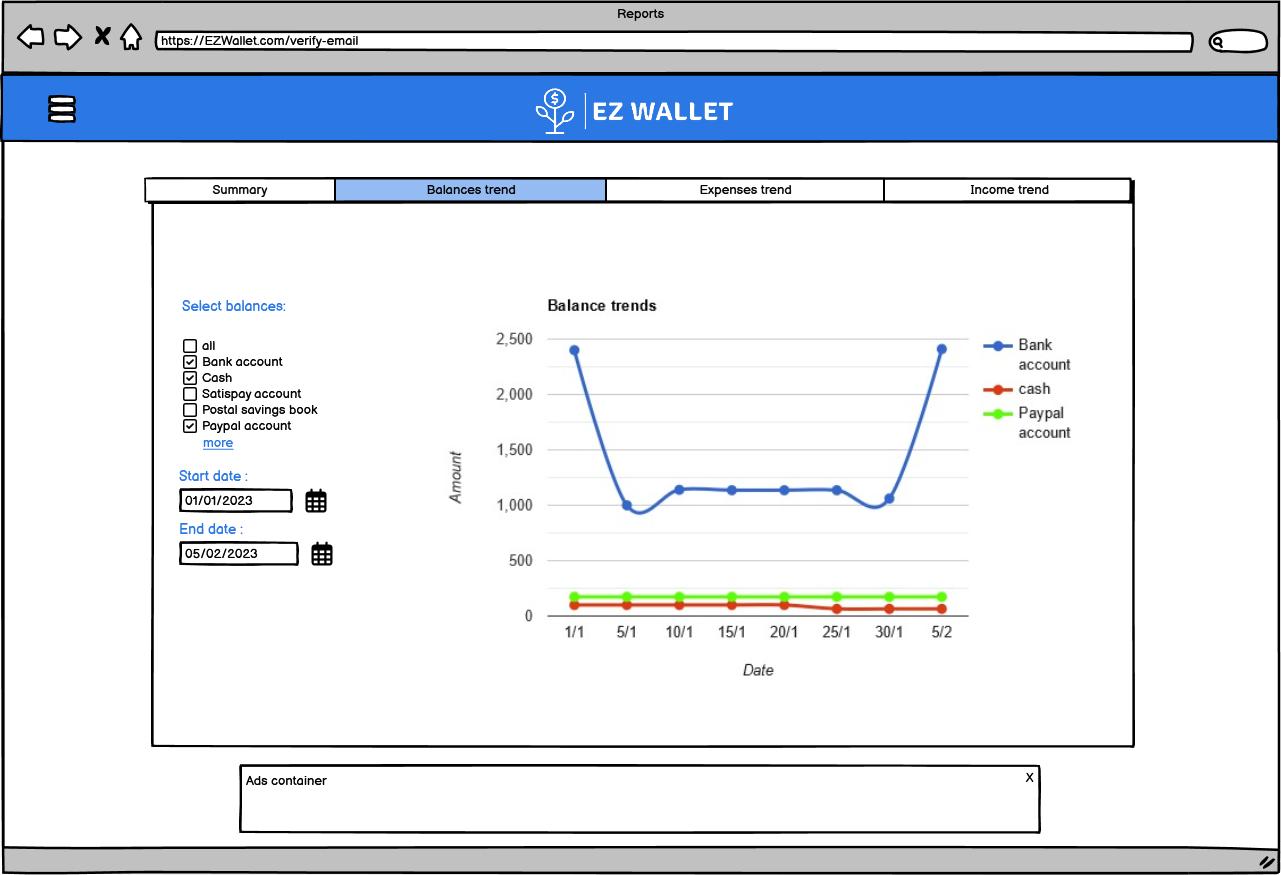 Reports
https://EZWallet.com/verify-email
$
EZ WALLET
Summary
Balances trend
Expenses trend
Income trend
Select balances:
all
Bank account
Cash
Satispay account
Postal savings book
Paypal account
more
Start date :
01/01/2023
End date :
05/02/2023
Balance trends
2,500
2,000
1,500
1,000
500
0
Amount
1/1
5/1
10/1
15/1
20/1
25/1
30/1
5/2
Date
Bank
account
cash
Paypal
account
Ads container
X